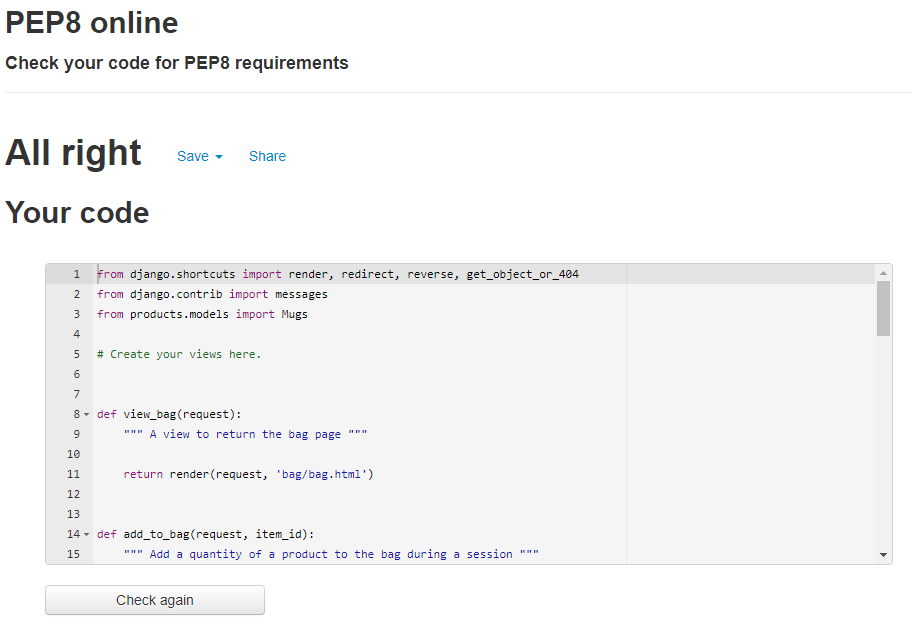 PEP8 online
Check your code for PEP8 requirements
All right Save Share
Your code
1 from django.shortcuts import render, redirect, reverse, get_object_or_404
2 from django.contrib import messages
3 from products.models import Mugs
4
5 # Create your views here.
6
7
8 def view_bag(request):
9     """ A view to return the bag page """
10
11     return render(request, 'bag/bag.html')
12
13
14 def add_to_bag(request, item_id):
15     """ Add a quantity of a product to the bag during a session """
Check again